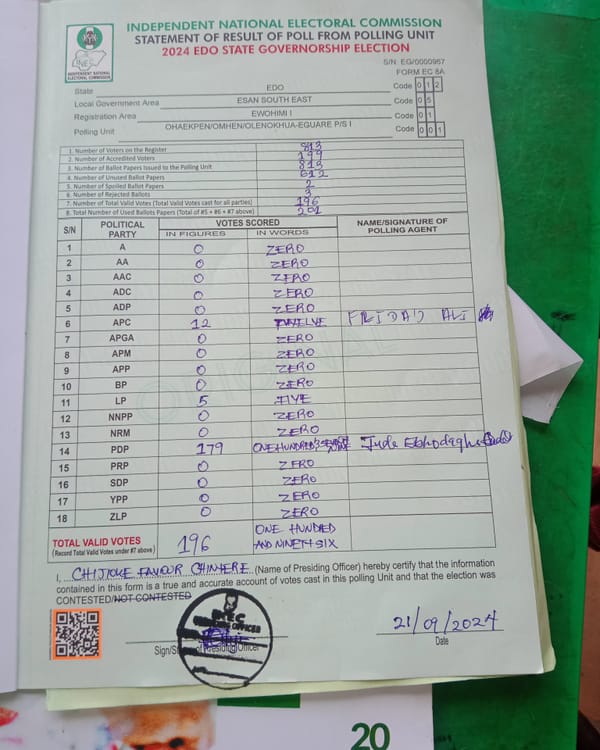 INDEPENDENT NATIONAL ELECTORAL COMMISSION
STATEMENT OF RESULT OF POLL FROM POLLING UNIT
2024 EDO STATE GOVERNORSHIP ELECTION
INEC
INDEPENDENT NATIONAL
ELECTORAL COMMISSION
S/N EG/0000967
FORM EC 8A
State EDO Code 0 1 2
Local Government Area ESAN SOUTH EAST Code 0 5
Registration Area EWOHIMI I Code 0 1
Polling Unit OHAEKPEN/OMHEN/OLENOKHUA-EGUARE P/S I Code 0 0 1
1. Number of Voters on the Register 813
2. Number of Accredited Voters 199
3. Number of Ballot Papers Issued to the Polling Unit 813
4. Number of Unused Ballot Papers 612
5. Number of Spoiled Ballot Papers 2
6. Number of Rejected Ballots 3
7. Number of Total Valid Votes (Total Valid Votes cast for all parties) 196
8. Total Number of Used Ballots Papers (Total of #5 + #6 + #7 above) 201
S/N POLITICAL PARTY VOTES SCORED NAME/SIGNATURE OF POLLING AGENT
IN FIGURES IN WORDS
1 A 0 ZERO
2 AA 0 ZERO
3 AAC 0 ZERO
4 ADC 0 ZERO
5 ADP 0 ZERO
6 APC 12 TWELVE FRIDAY ALI
7 APGA 0 ZERO
8 APM 0 ZERO
9 APP 0 ZERO
10 BP 0 ZERO
11 LP 5 FIVE
12 NNPP 0 ZERO
13 NRM 0 ZERO
14 PDP 179 ONE HUNDRED & SEVENTY NINE Jude Ebhodaghe
15 PRP 0 ZERO
16 SDP 0 ZERO
17 YPP 0 ZERO
18 ZLP 0 ZERO
TOTAL VALID VOTES 196 ONE HUNDRED
(Record Total Valid Votes under #7 above) AND NINETY SIX
I, CHIJIOKE FAVOUR CHINYERE (Name of Presiding Officer) hereby certify that the information
contained in this form is a true and accurate account of votes cast in this polling Unit and that the election was
CONTESTED/NOT CONTESTED
INEC
PRESIDING OFFICER
Sign/Stamp of Presiding Officer
21/09/2024
Date
ORIGINAL
20